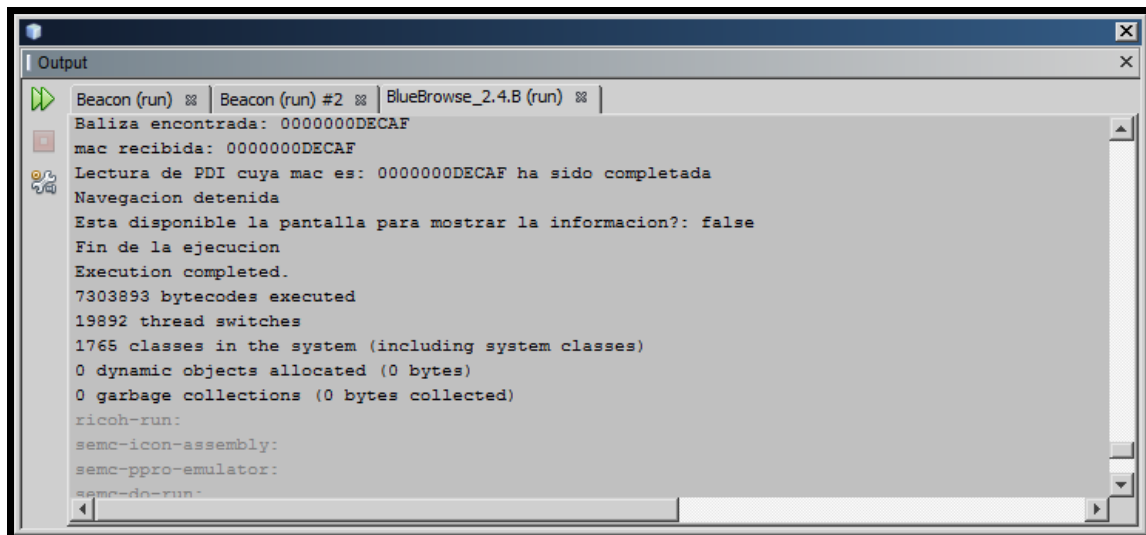 Output
Beacon (run) Beacon (run) #2 BlueBrowse_2.4.B (run)
Baliza encontrada: 0000000DECAF
mac recibida: 0000000DECAF
Lectura de PDI cuya mac es: 0000000DECAF ha sido completada
Navegacion detenida
Esta disponible la pantalla para mostrar la informacion?: false
Fin de la ejecucion
Execution completed.
7303893 bytecodes executed
19892 thread switches
1765 classes in the system (including system classes)
0 dynamic objects allocated (0 bytes)
0 garbage collections (0 bytes collected)
ricoh-run:
semc-icon-assembly:
semc-ppro-emulator:
semc-do-run: